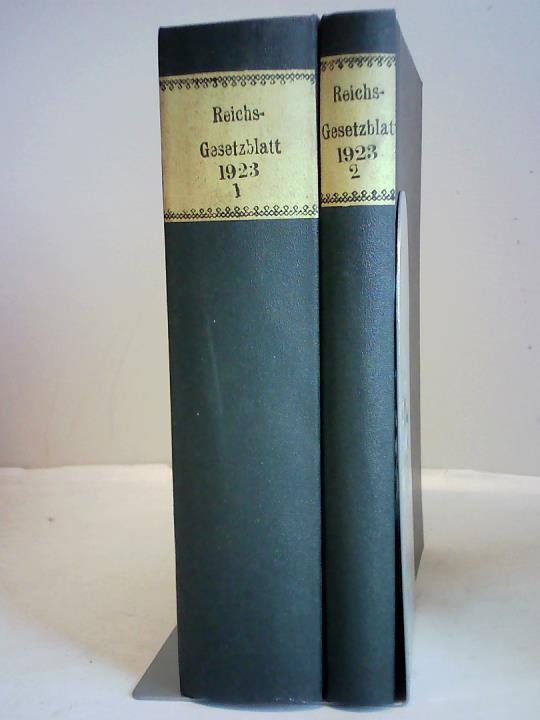 Reichs-
Gesetzblatt
1923
1
Reichs-
Gesetzblatt
1923
2